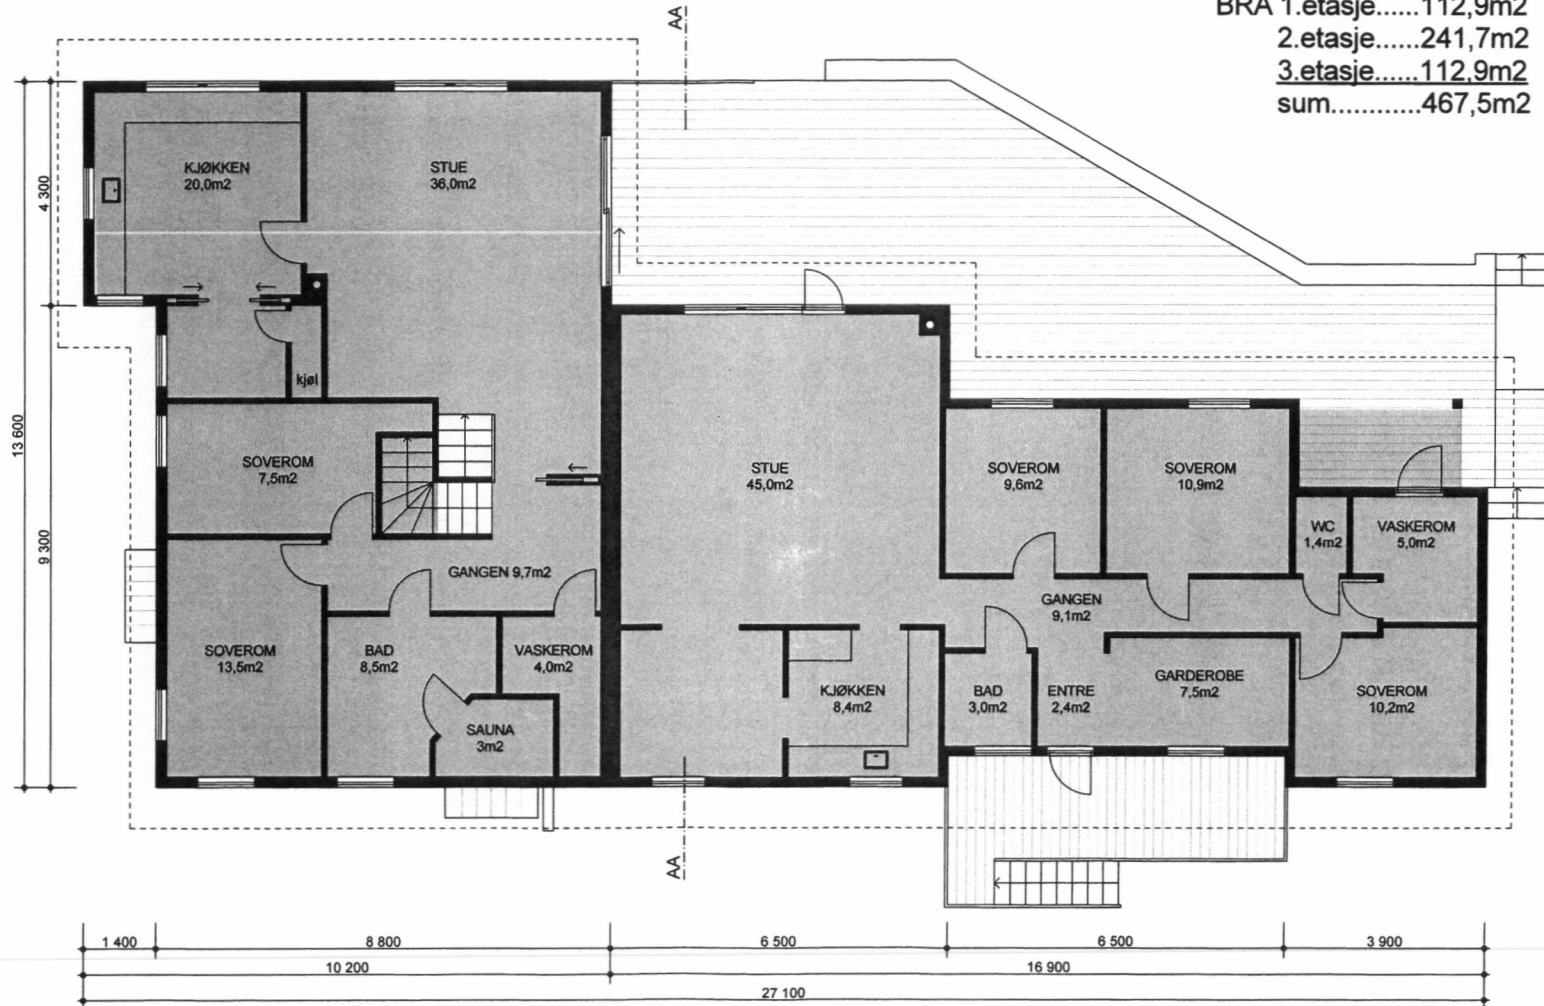 AA
BRA 1.etasje......112,9m2
2.etasje......241,7m2
3.etasje......112,9m2
sum............467,5m2
KJØKKEN
20,0m2
STUE
36,0m2
4 300
kjøl
13 600
9 300
SOVEROM
7,5m2
STUE
45,0m2
SOVEROM
9,6m2
SOVEROM
10,9m2
WC
1,4m2
VASKEROM
5,0m2
GANGEN 9,7m2
GANGEN
9,1m2
SOVEROM
13,5m2
BAD
8,5m2
VASKEROM
4,0m2
SAUNA
3m2
KJØKKEN
8,4m2
BAD
3,0m2
ENTRE
2,4m2
GARDEROBE
7,5m2
SOVEROM
10,2m2
AA
1 400
8 800
6 500
6 500
3 900
10 200
16 900
27 100